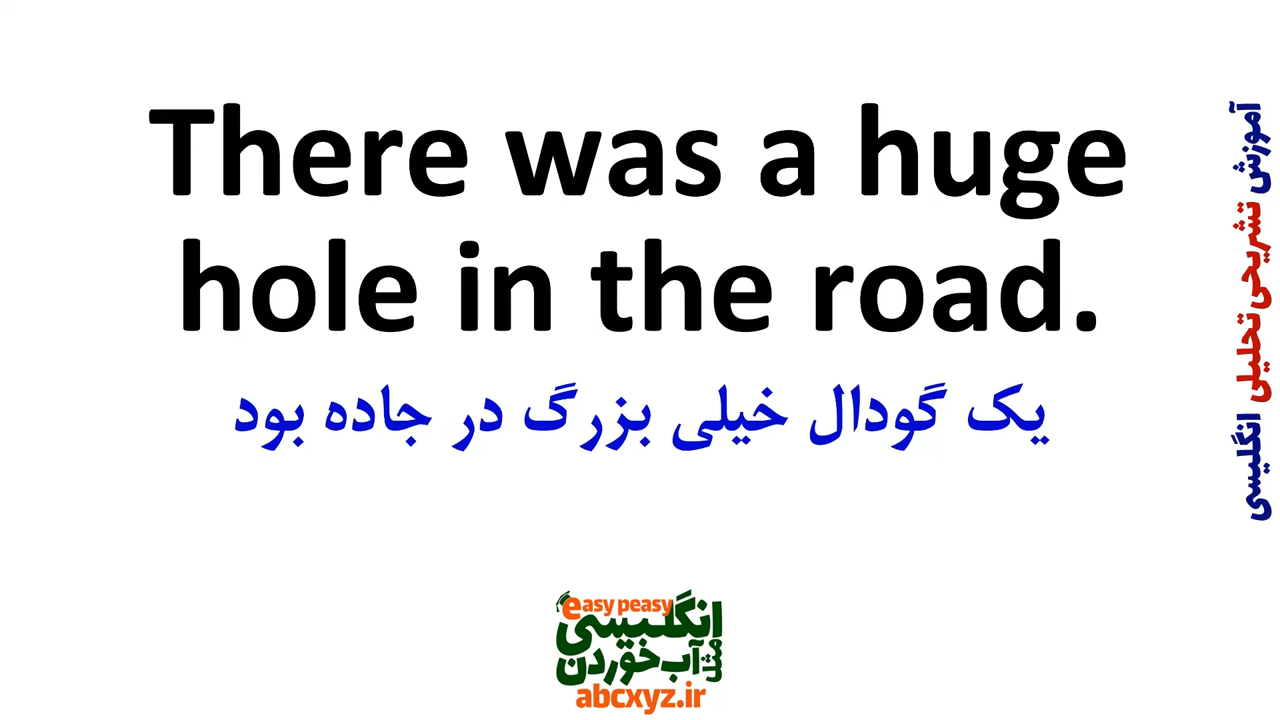 There was a huge
hole in the road.
یک گودال خیلی بزرگ در جاده بود
آموزش تشریحی تحلیلی انگلیسی
easy peasy
انگلیسی
مثل آب خوردن
abcxyz.ir